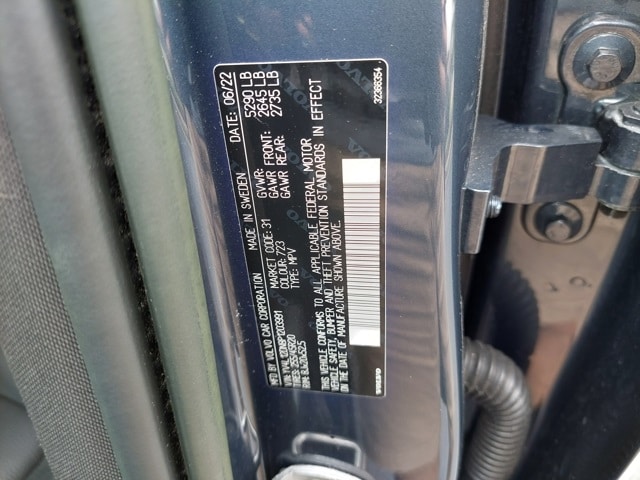 MFD BY VOLVO CAR CORPORATION MADE IN SWEDEN DATE: 06/22
MARKET CODE: 31 GVWR: 5290 LB
COLOUR: 723 GAWR FRONT: 2645 LB
TYPE: MPV GAWR REAR: 2735 LB
THIS VEHICLE CONFORMS TO ALL APPLICABLE FEDERAL MOTOR
VEHICLE SAFETY, BUMPER AND THEFT PREVENTION STANDARDS IN EFFECT
ON THE DATE OF MANUFACTURE SHOWN ABOVE.
VOLVO 32366354